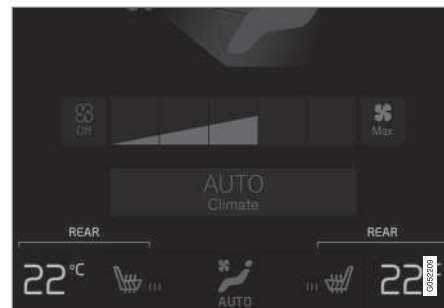 Off
Max
AUTO
Climate
REAR REAR
22°C 22°
AUTO
G052209